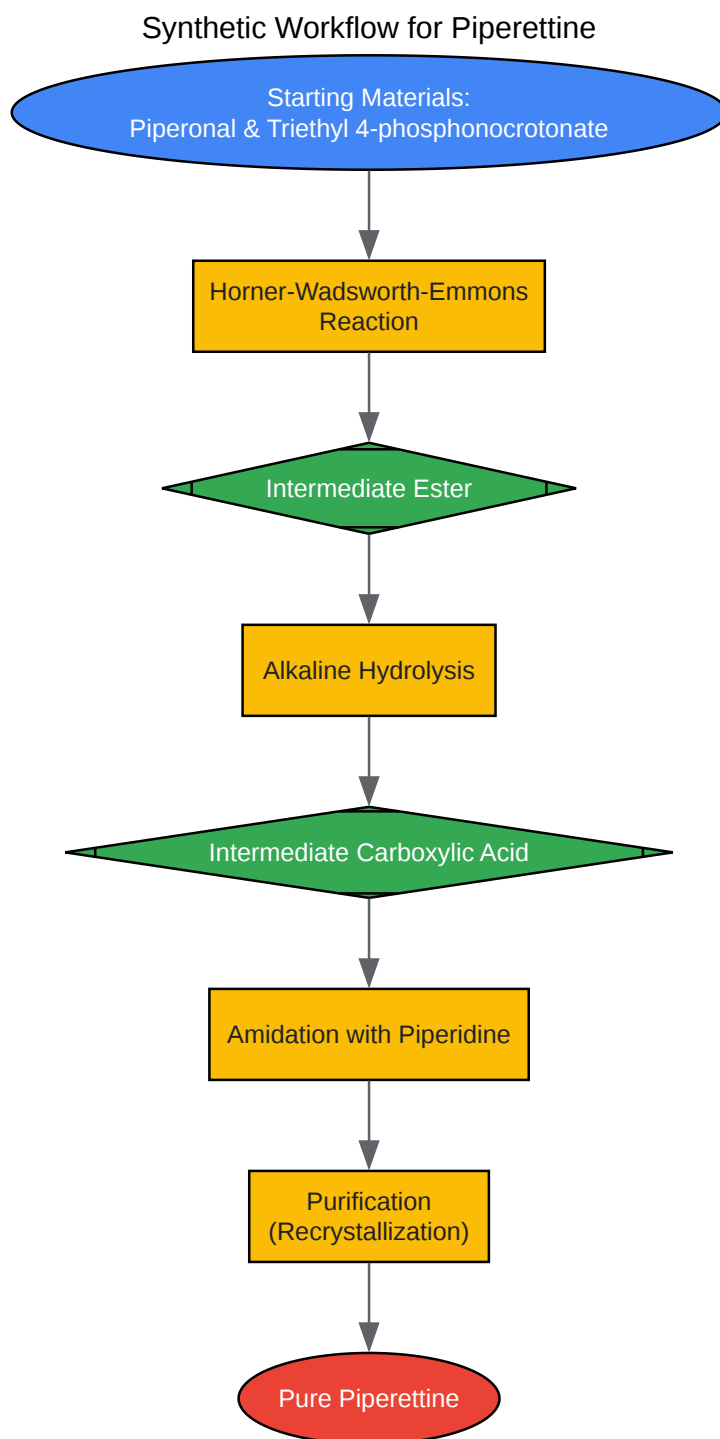 Synthetic Workflow for Piperettine
Starting Materials:
Piperonal & Triethyl 4-phosphonocrotonate
Horner-Wadsworth-Emmons
Reaction
Intermediate Ester
Alkaline Hydrolysis
Intermediate Carboxylic Acid
Amidation with Piperidine
Purification
(Recrystallization)
Pure Piperettine